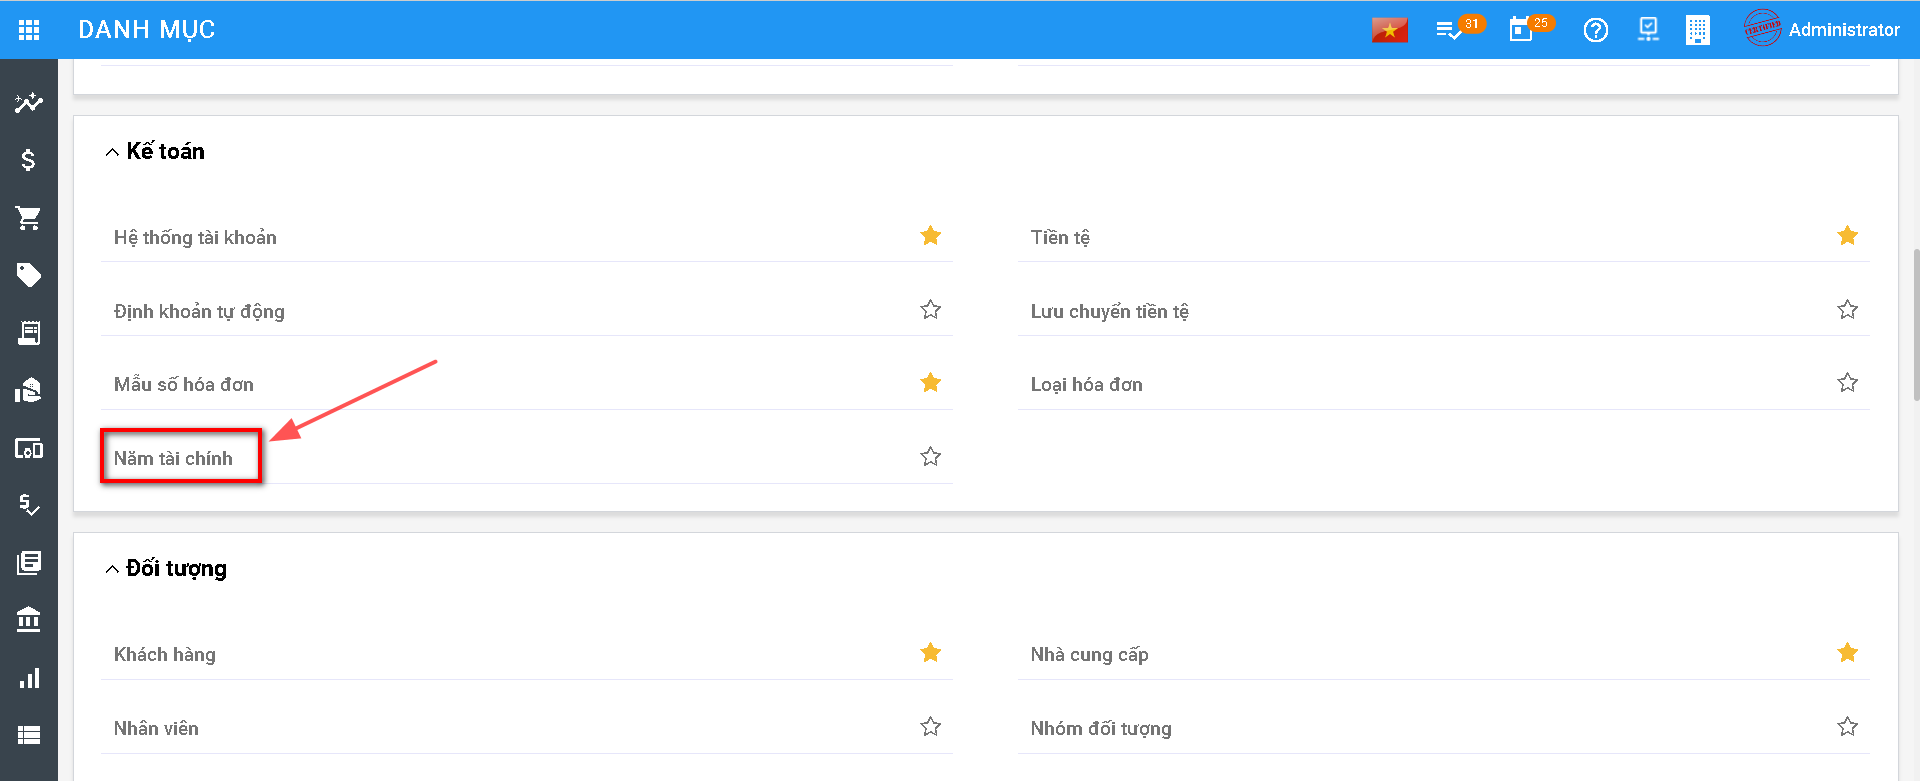 DANH MỤC
31
25
CERTIFIED
Administrator
Kế toán
Hệ thống tài khoản
Tiền tệ
Định khoản tự động
Lưu chuyển tiền tệ
Mẫu số hóa đơn
Loại hóa đơn
Năm tài chính
Đối tượng
Khách hàng
Nhà cung cấp
Nhân viên
Nhóm đối tượng